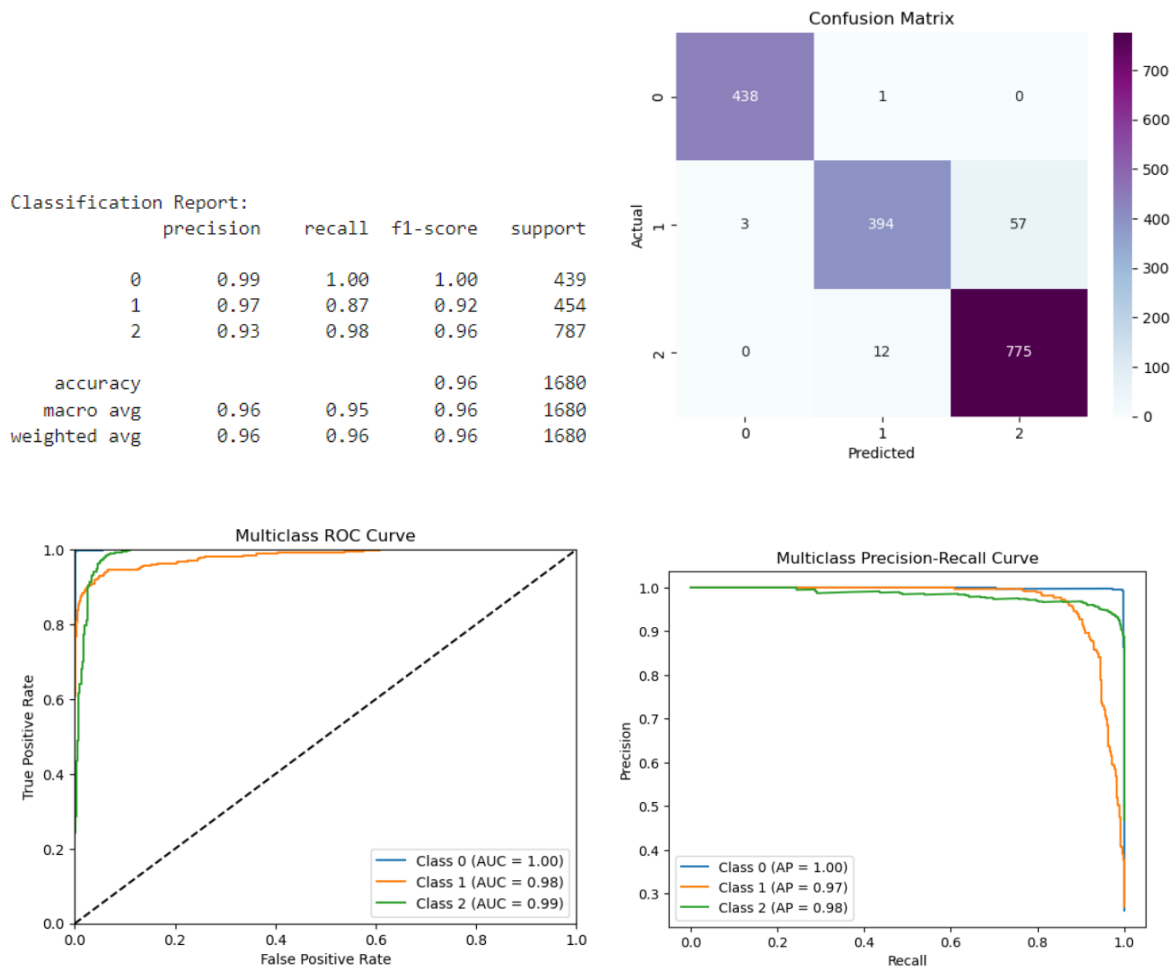 Confusion Matrix
438 1 0
3 394 57
0 12 775
0
1
2
Actual
0 1 2
Predicted
700
600
500
400
300
200
100
0
Classification Report:
precision recall f1-score support
0 0.99 1.00 1.00 439
1 0.97 0.87 0.92 454
2 0.93 0.98 0.96 787
accuracy 0.96 1680
macro avg 0.96 0.95 0.96 1680
weighted avg 0.96 0.96 0.96 1680
Multiclass ROC Curve
1.0
0.8
0.6
0.4
0.2
0.0
True Positive Rate
Class 0 (AUC = 1.00)
Class 1 (AUC = 0.98)
Class 2 (AUC = 0.99)
0.0 0.2 0.4 0.6 0.8 1.0
False Positive Rate
Multiclass Precision-Recall Curve
1.0
0.9
0.8
0.7
0.6
0.5
0.4
0.3
Precision
Class 0 (AP = 1.00)
Class 1 (AP = 0.97)
Class 2 (AP = 0.98)
0.0 0.2 0.4 0.6 0.8 1.0
Recall